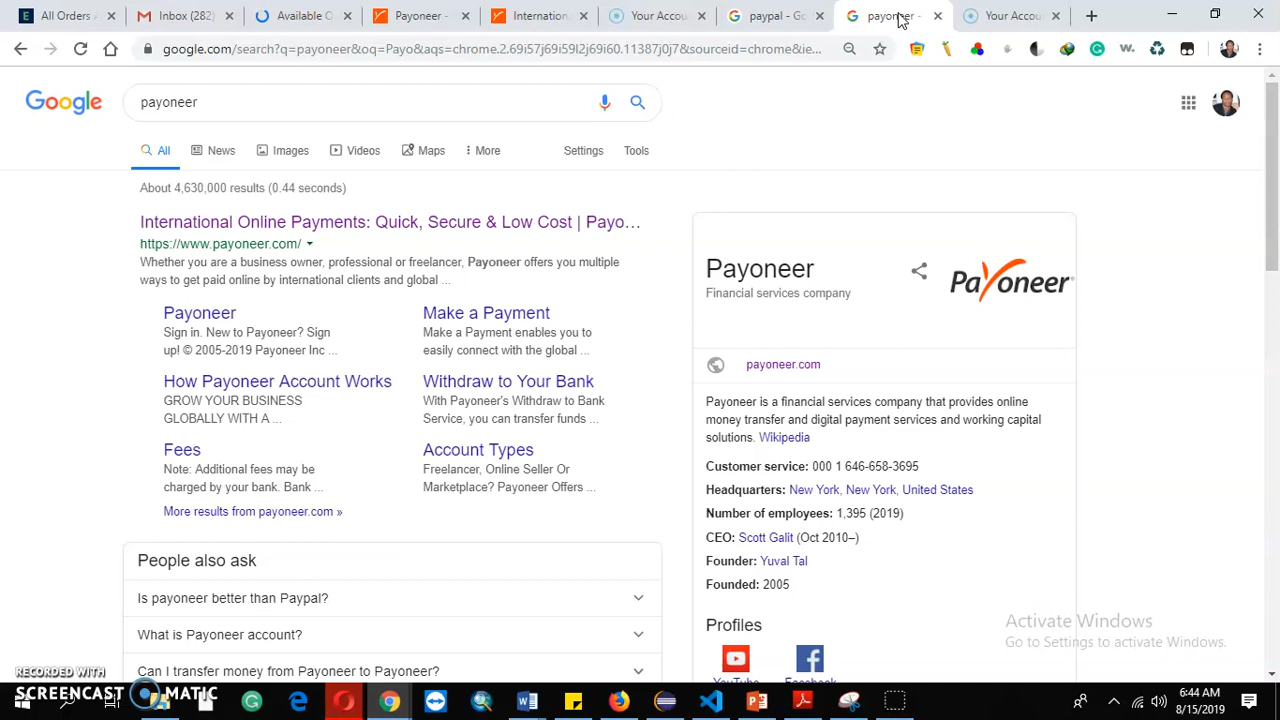 All Orders
Inbox (282)
Available G
Payoneer -
Internation
Your Accou
paypal - Go
payoneer -
Your Accou
google.com/search?q=payoneer&oq=Payo&aqs=chrome.2.69i57j69i59l2j69i60.11387j0j7&sourceid=chrome&ie...
Google
payoneer
All
News
Images
Videos
Maps
More
Settings
Tools
About 4,630,000 results (0.44 seconds)
International Online Payments: Quick, Secure & Low Cost | Payo...
https://www.payoneer.com/
Whether you are a business owner, professional or freelancer, Payoneer offers you multiple
ways to get paid online by international clients and global ...
Payoneer
Sign in. New to Payoneer? Sign
up! © 2005-2019 Payoneer Inc ...
Make a Payment
Make a Payment enables you to
easily connect with the global ...
How Payoneer Account Works
GROW YOUR BUSINESS
GLOBALLY WITH A ...
Withdraw to Your Bank
With Payoneer's Withdraw to Bank
Service, you can transfer funds ...
Fees
Note: Additional fees may be
charged by your bank. Bank ...
Account Types
Freelancer, Online Seller Or
Marketplace? Payoneer Offers ...
More results from payoneer.com »
People also ask
Is payoneer better than Paypal?
What is Payoneer account?
Can I transfer money from Payoneer to Payoneer?
Payoneer
Financial services company
Payoneer
payoneer.com
Payoneer is a financial services company that provides online
money transfer and digital payment services and working capital
solutions. Wikipedia
Customer service: 000 1 646-658-3695
Headquarters: New York, New York, United States
Number of employees: 1,395 (2019)
CEO: Scott Galit (Oct 2010–)
Founder: Yuval Tal
Founded: 2005
Profiles
YouTube
Facebook
Activate Windows
Go to Settings to activate Windows.
RECORDED WITH
SCREENCAST MATIC
6:44 AM
8/15/2019